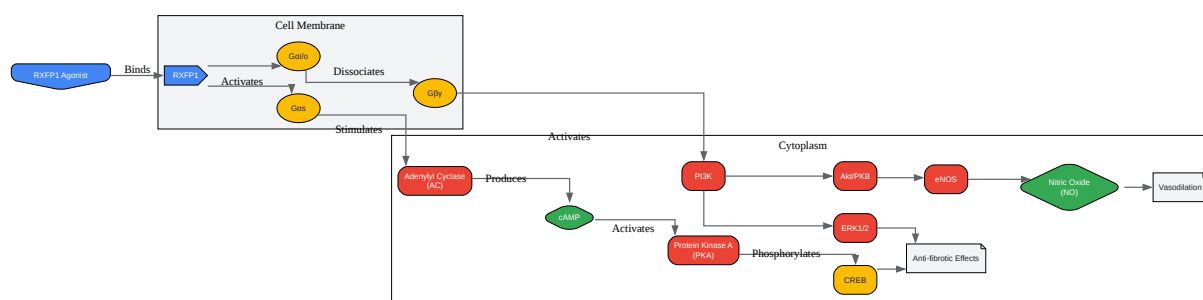 Cell Membrane
RXFP1 Agonist
Binds
RXFP1
Gαi/o
Activates
Gαs
Dissociates
Gβγ
Stimulates
Activates
Cytoplasm
Adenylyl Cyclase
(AC)
Produces
cAMP
Activates
Protein Kinase A
(PKA)
Phosphorylates
CREB
PI3K
Akt/PKB
eNOS
Nitric Oxide
(NO)
Vasodilation
ERK1/2
Anti-fibrotic Effects